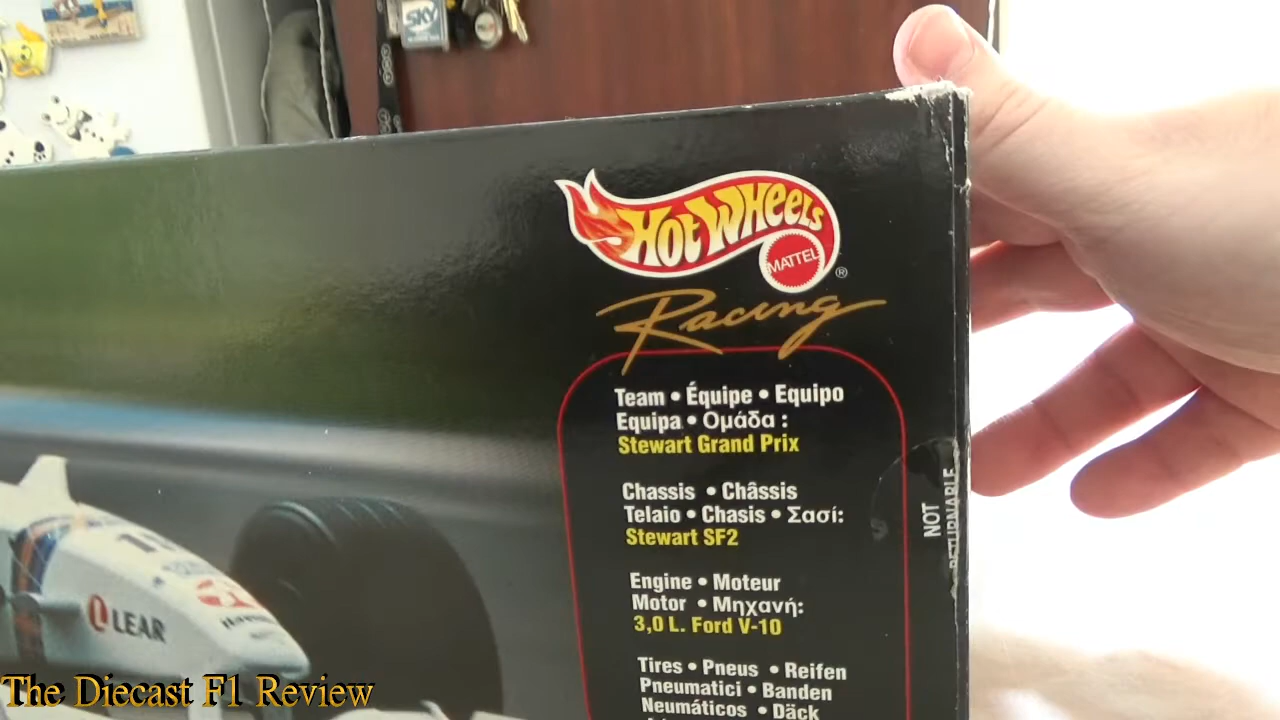 SKY
HOT WHEELS
MATTEL
®
Racing
Team • Équipe • Equipo
Equipa • Ομάδα :
Stewart Grand Prix
Chassis • Châssis
Telaio • Chasis • Σασί:
Stewart SF2
Engine • Moteur
Motor • Μηχανή:
3,0 L. Ford V-10
Tires • Pneus • Reifen
Pneumatici • Banden
Neumáticos • Däck
NOT
RETURNABLE
LEAR
The Diecast F1 Review